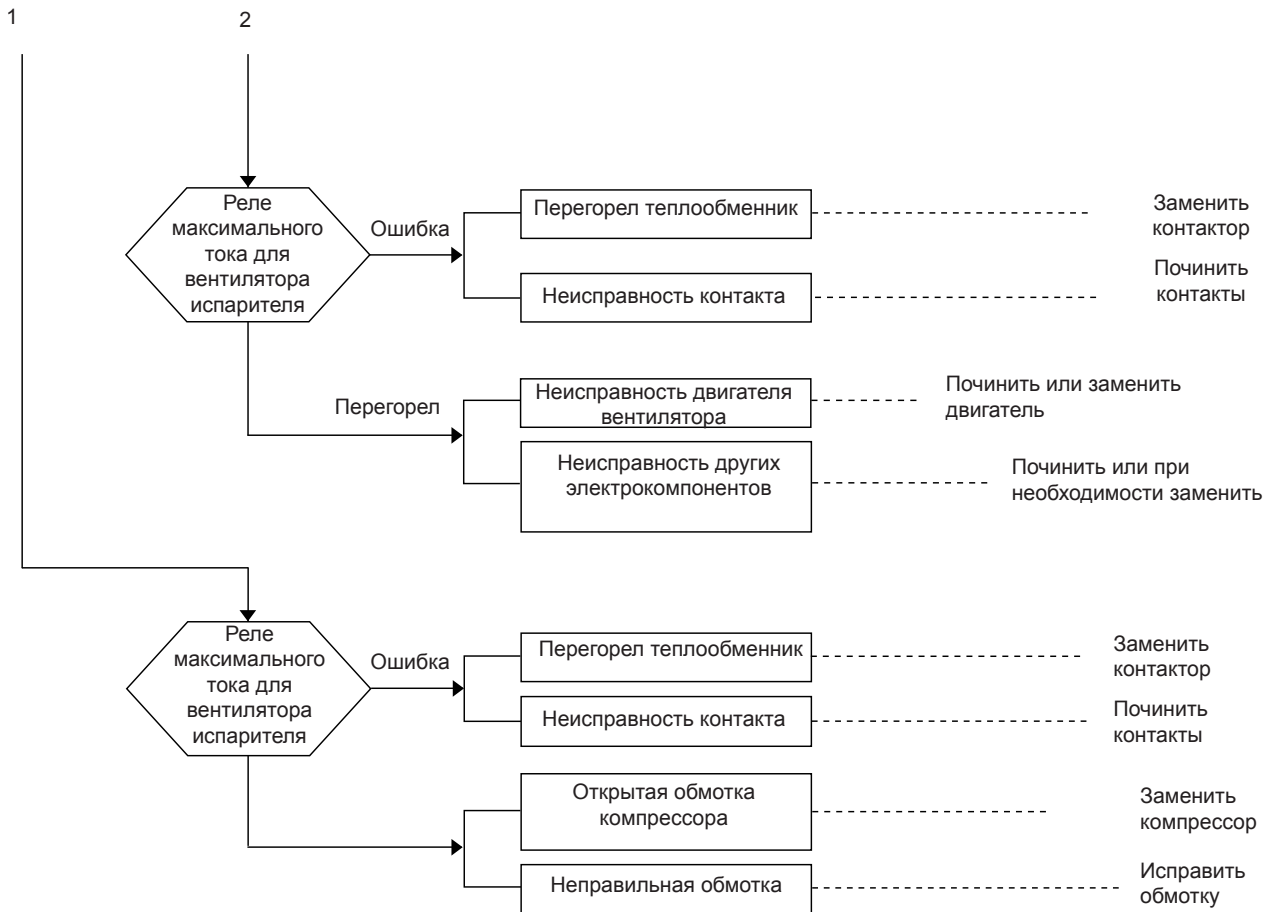 1
2
Реле
максимального
тока для
вентилятора
испарителя
Ошибка
Перегорел теплообменник
Заменить
контактор
Неисправность контакта
Починить
контакты
Перегорел
Неисправность двигателя
вентилятора
Починить или заменить
двигатель
Неисправность других
электрокомпонентов
Починить или при
необходимости заменить
Реле
максимального
тока для
вентилятора
испарителя
Ошибка
Перегорел теплообменник
Заменить
контактор
Неисправность контакта
Починить
контакты
Открытая обмотка
компрессора
Заменить
компрессор
Неправильная обмотка
Исправить
обмотку